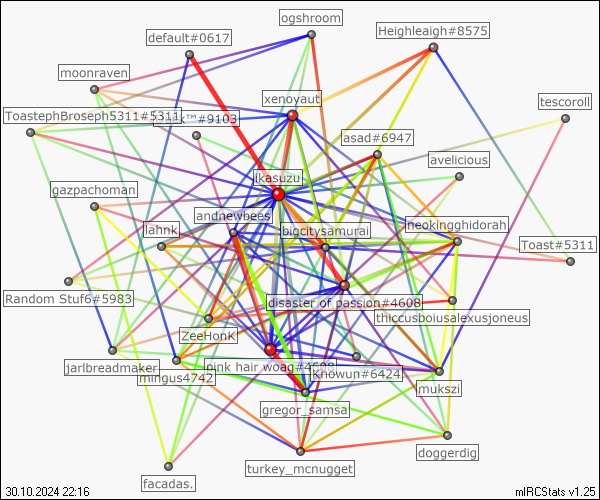 ogshroom
default#0617
Heighleaigh#8575
moonraven
xenoyaut
tescoroll
ToastephBroseph5311#5311
#9103
asad#6947
avelicious
ikasuzu
gazpachoman
andnewbees
bigcitysamurai
neokingghidorah
lahnk
Toast#5311
Random Stuf6#5983
disaster of passion#4608
thiccusboiusalexusjoneus
ZeeHonk
jarlbreadmaker
pink hair woag#4698
mingus4742
Knowun#6424
mukszi
gregor_samsa
doggerdig
turkey_mcnugget
facadas.
30.10.2024 22:16
mIRCStats v1.25